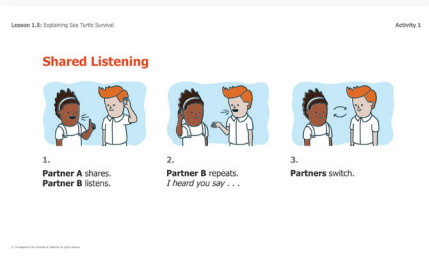 Lesson 1.5: Explaining Sea Turtle Survival
Activity 1
Shared Listening
1.
Partner A shares.
Partner B listens.
2.
Partner B repeats.
I heard you say . . .
3.
Partners switch.